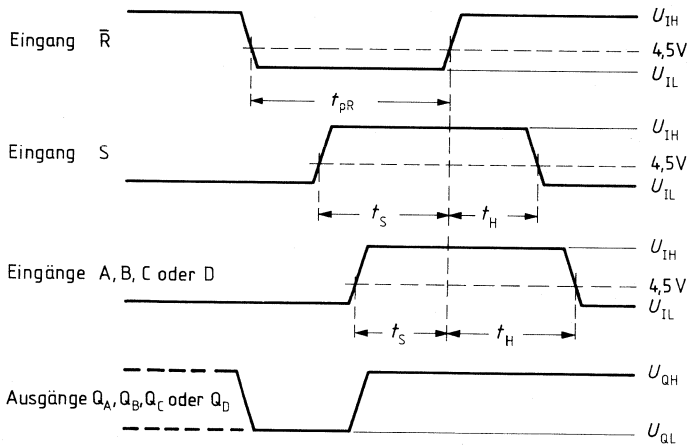 U_IH
Eingang R̅
4,5V
U_IL
t_pR
U_IH
Eingang S
4,5V
U_IL
t_S t_H
U_IH
Eingänge A, B, C oder D
4,5V
U_IL
t_S t_H
U_QH
Ausgänge Q_A, Q_B, Q_C oder Q_D
U_QL